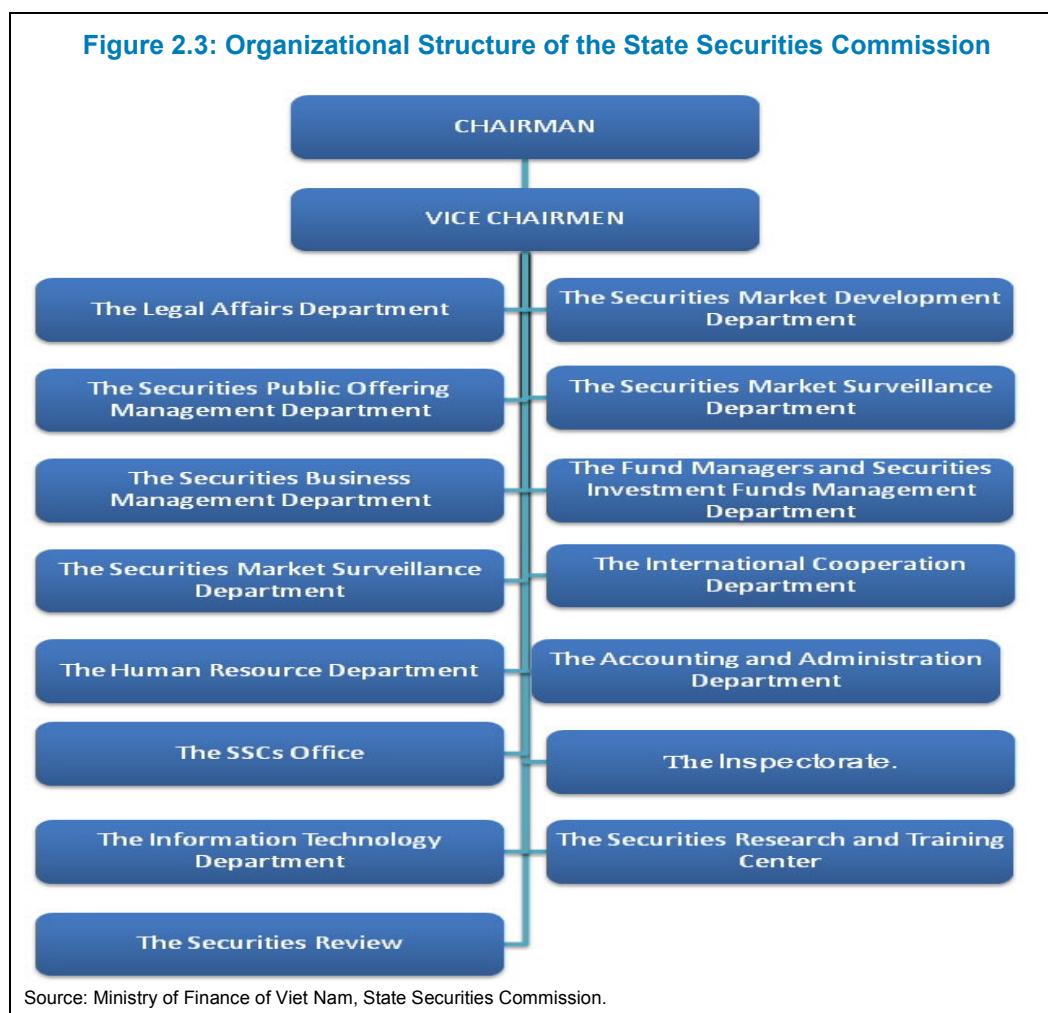 Figure 2.3: Organizational Structure of the State Securities Commission
CHAIRMAN
VICE CHAIRMEN
The Legal Affairs Department
The Securities Market Development
Department
The Securities Public Offering
Management Department
The Securities Market Surveillance
Department
The Securities Business
Management Department
The Fund Managers and Securities
Investment Funds Management
Department
The Securities Market Surveillance
Department
The International Cooperation
Department
The Human Resource Department
The Accounting and Administration
Department
The SSCs Office
The Inspectorate.
The Information Technology
Department
The Securities Research and Training
Center
The Securities Review
Source: Ministry of Finance of Viet Nam, State Securities Commission.